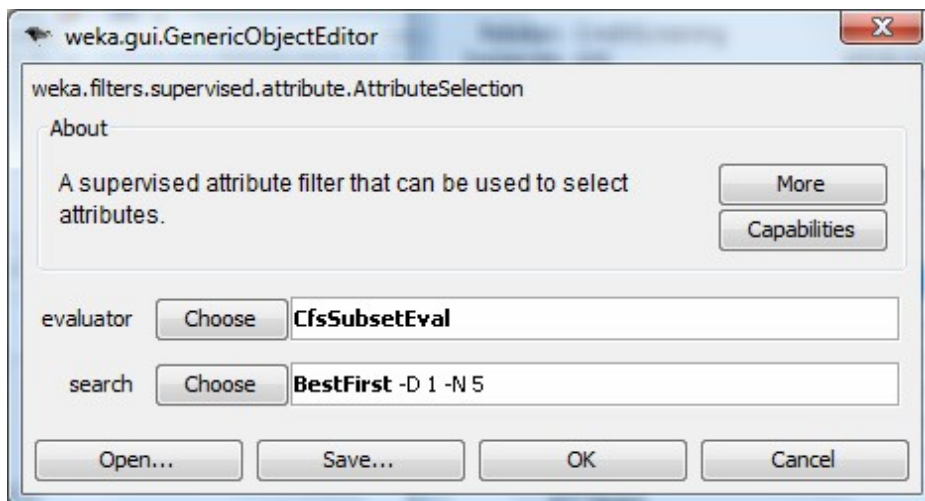 weka.gui.GenericObjectEditor
weka.filters.supervised.attribute.AttributeSelection
About
A supervised attribute filter that can be used to select
attributes.
More
Capabilities
evaluator Choose CfsSubsetEval
search Choose BestFirst -D 1 -N 5
Open... Save... OK Cancel